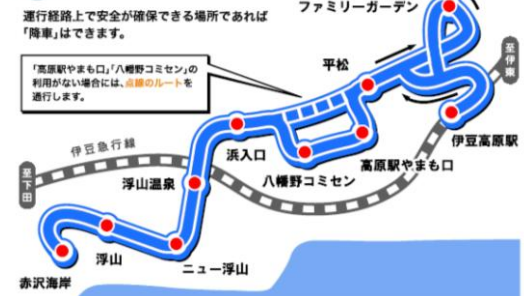 ファミリーガーデン
運行経路上で安全が確保できる場所であれば
「降車」はできます。
至伊東
平松
「高原駅やまも口」「八幡野コミセン」の
利用がない場合には、点線のルートを
通行します。
伊豆高原駅
伊豆急行線
浜入口
高原駅やまも口
八幡野コミセン
至下田
浮山温泉
浮山
ニュー浮山
赤沢海岸